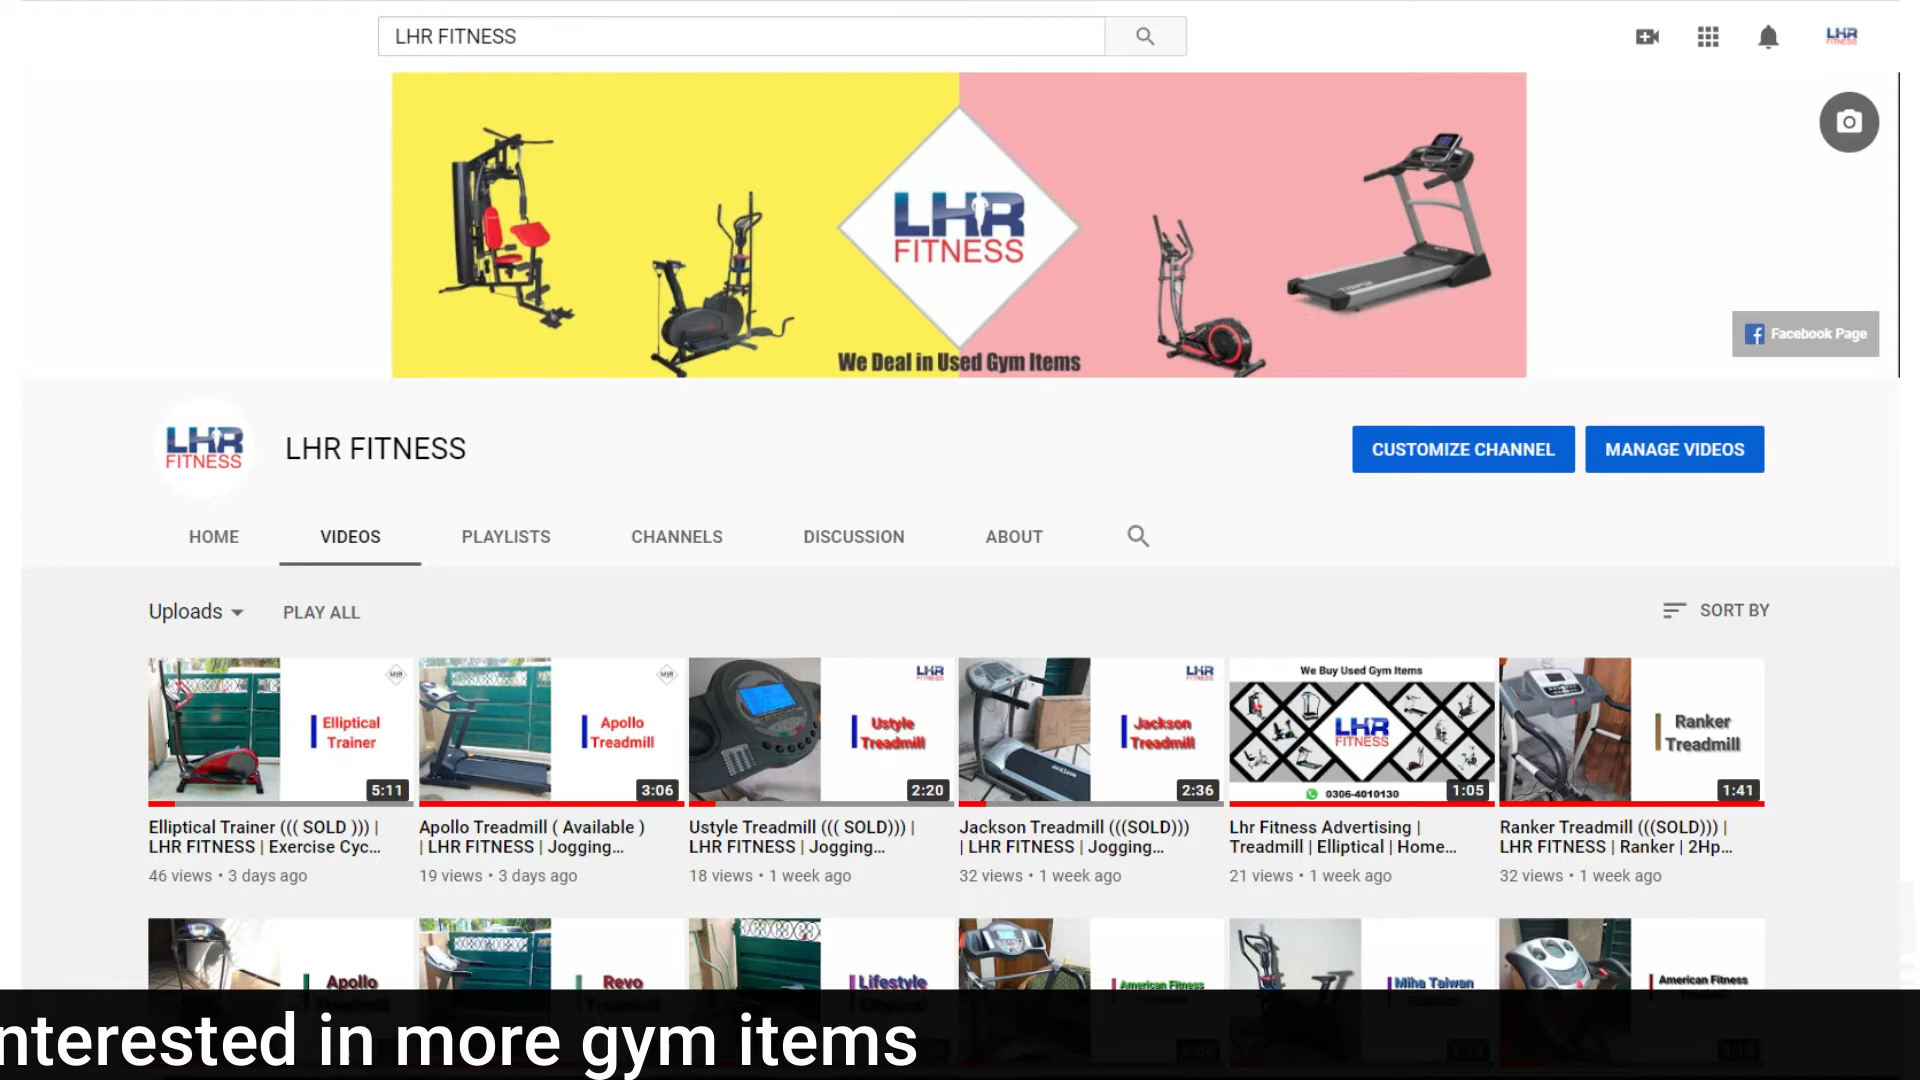 LHR FITNESS
LHR
FITNESS
LHR
FITNESS
We Deal in Used Gym Items
Facebook Page
LHR
FITNESS
LHR FITNESS
CUSTOMIZE CHANNEL
MANAGE VIDEOS
HOME
VIDEOS
PLAYLISTS
CHANNELS
DISCUSSION
ABOUT
Uploads
PLAY ALL
SORT BY
Elliptical
Trainer
5:11
Elliptical Trainer ((( SOLD ))) |
LHR FITNESS | Exercise Cyc...
46 views • 3 days ago
Apollo
Treadmill
3:06
Apollo Treadmill ( Available )
| LHR FITNESS | Jogging...
19 views • 3 days ago
LHR
FITNESS
Ustyle
Treadmill
2:20
Ustyle Treadmill ((( SOLD))) |
LHR FITNESS | Jogging...
18 views • 1 week ago
LHR
FITNESS
Jackson
Treadmill
2:36
Jackson Treadmill (((SOLD)))
| LHR FITNESS | Jogging...
32 views • 1 week ago
We Buy Used Gym Items
LHR
FITNESS
0306-4010130
1:05
Lhr Fitness Advertising |
Treadmill | Elliptical | Home...
21 views • 1 week ago
Ranker
Treadmill
1:41
Ranker Treadmill (((SOLD))) |
LHR FITNESS | Ranker | 2Hp...
32 views • 1 week ago
Apollo
Revo
Lifestyle
American Fitness
Miha Taiwan
American Fitness
in more gym items